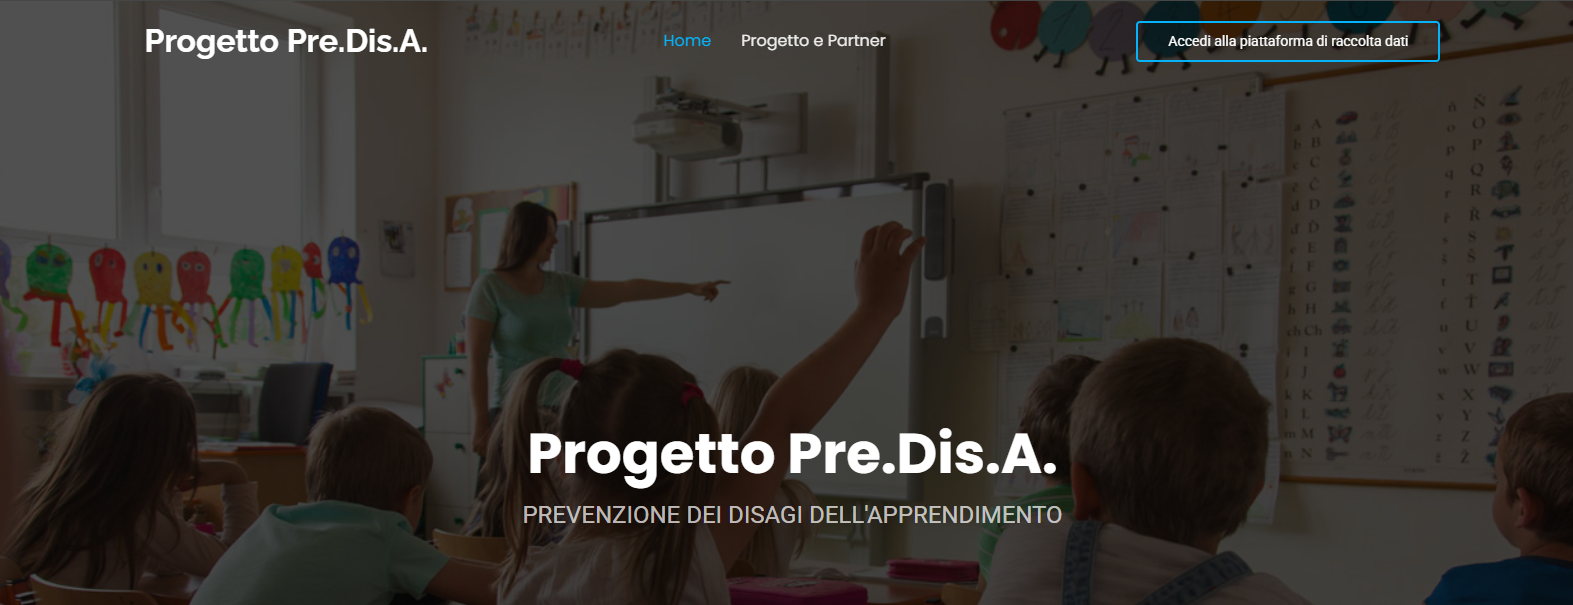 Progetto Pre.Dis.A.
Home
Progetto e Partner
Accedi alla piattaforma di raccolta dati
Progetto Pre.Dis.A.
PREVENZIONE DEI DISAGI DELL'APPRENDIMENTO